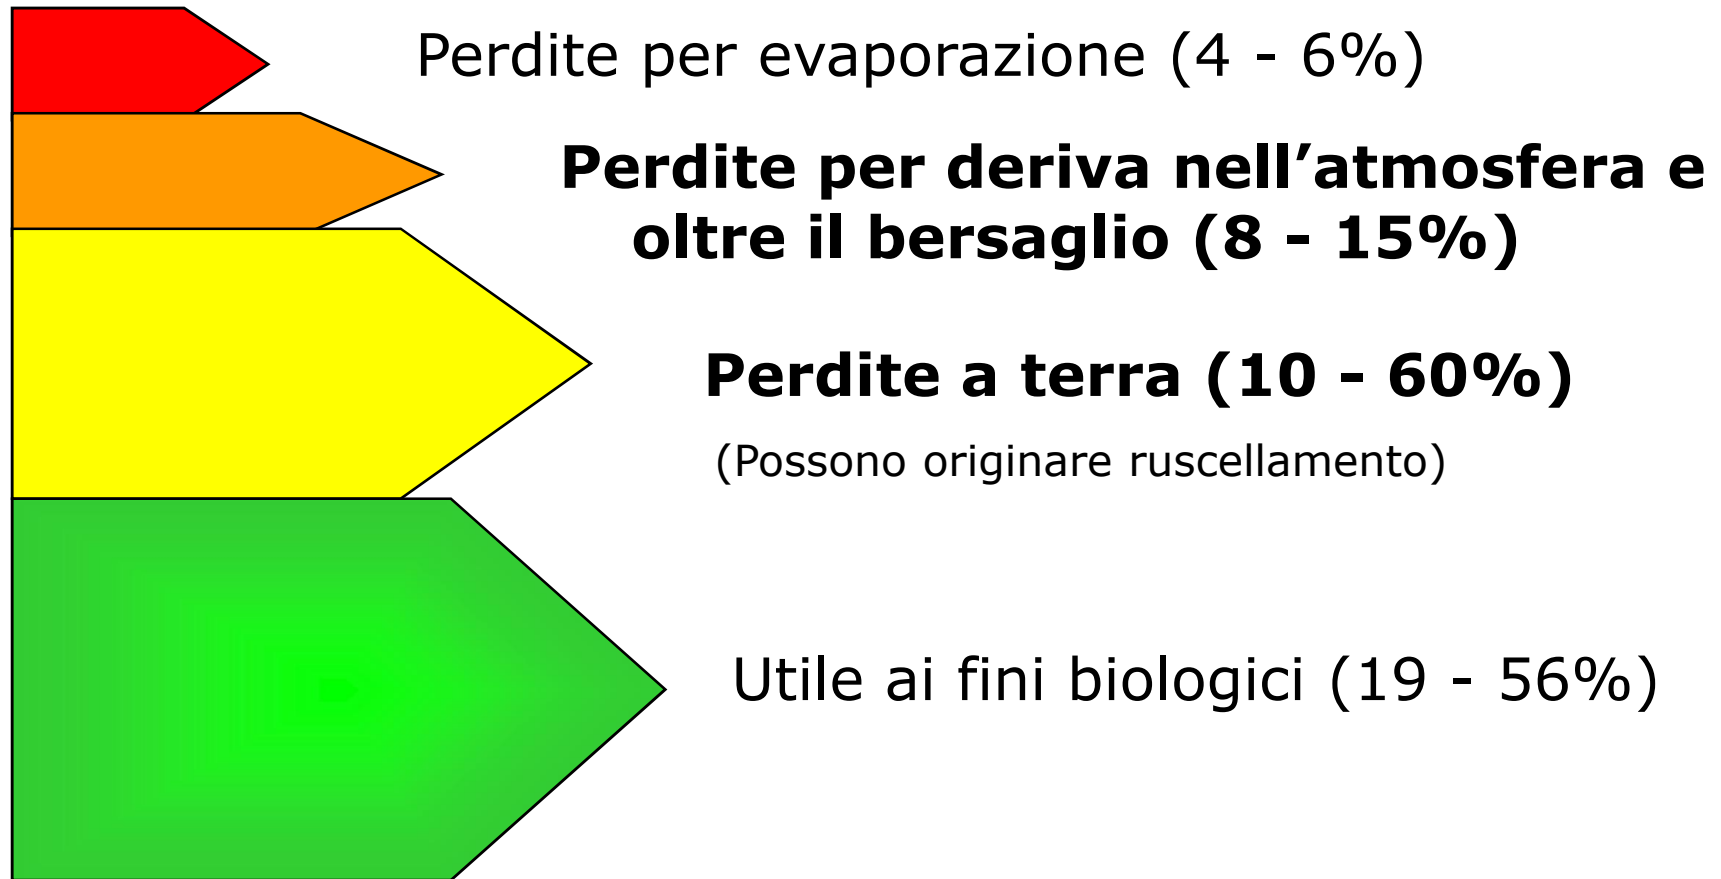 Perdite per evaporazione (4 - 6%)
Perdite per deriva nell’atmosfera e
oltre il bersaglio (8 - 15%)
Perdite a terra (10 - 60%)
(Possono originare ruscellamento)
Utile ai fini biologici (19 - 56%)